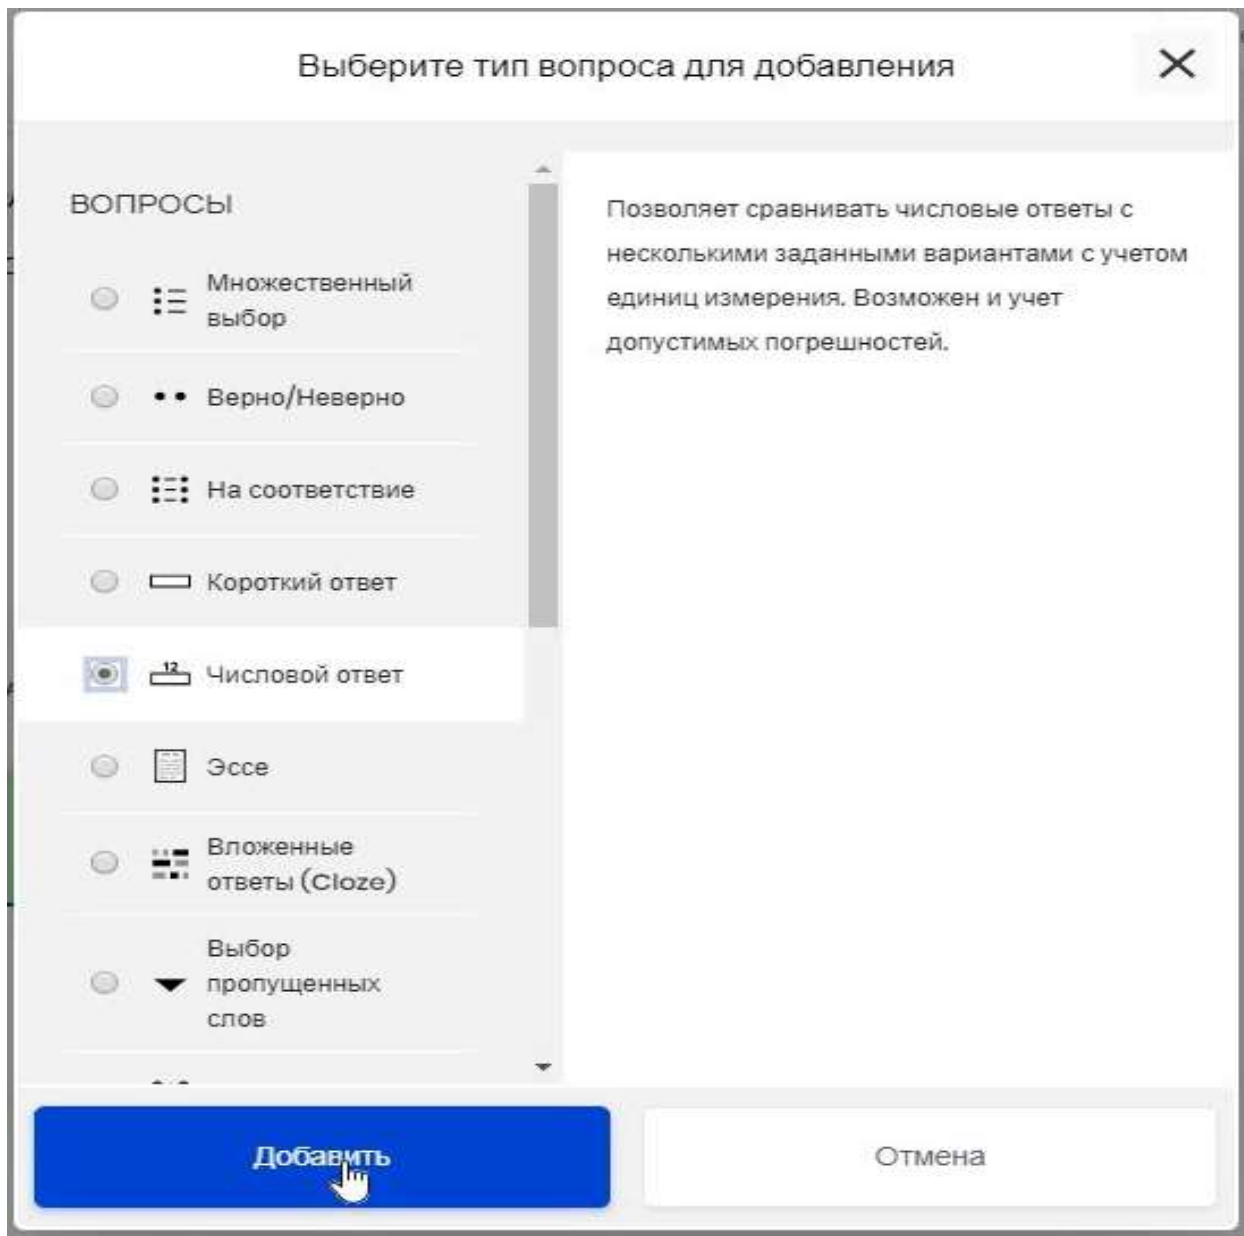 Выберите тип вопроса для добавления
ВОПРОСЫ
Множественный
выбор
Верно/Неверно
На соответствие
Короткий ответ
12
Числовой ответ
Эссе
Вложенные
ответы (Cloze)
Выбор
пропущенных
слов
Позволяет сравнивать числовые ответы с
несколькими заданными вариантами с учетом
единиц измерения. Возможен и учет
допустимых погрешностей.
Добавить
Отмена